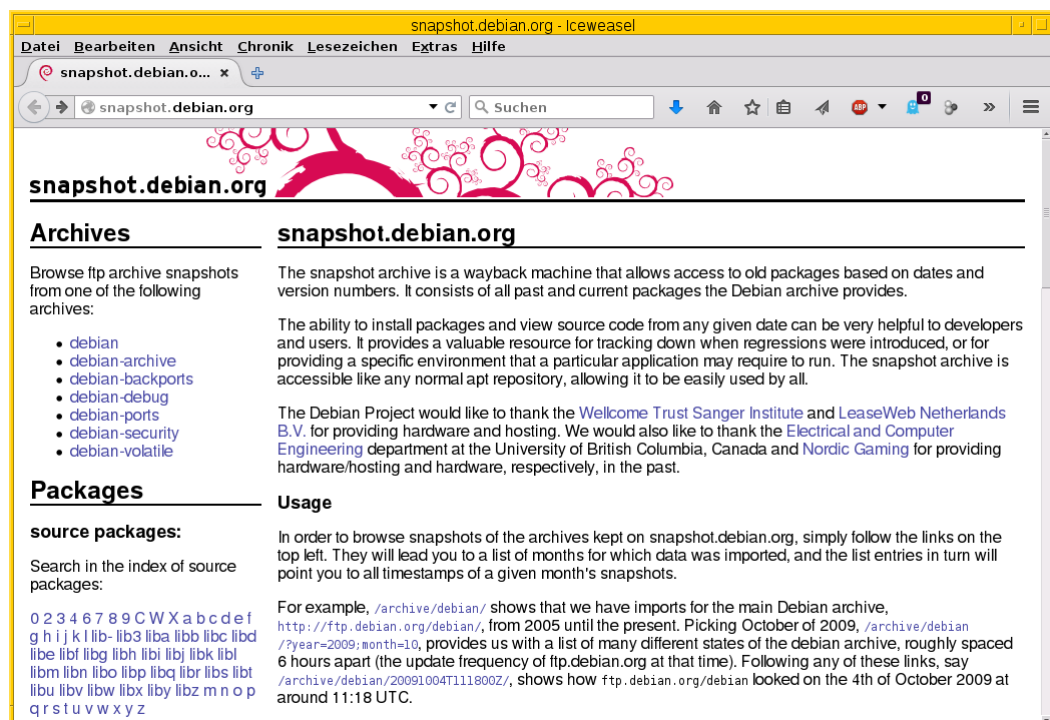 snapshot.debian.org - Iceweasel
Datei Bearbeiten Ansicht Chronik Lesezeichen Extras Hilfe
snapshot.debian.o... ×
snapshot.debian.org
Suchen
ABP
0
snapshot.debian.org
Archives
Browse ftp archive snapshots
from one of the following
archives:
• debian
• debian-archive
• debian-backports
• debian-debug
• debian-ports
• debian-security
• debian-volatile
Packages
source packages:
Search in the index of source
packages:
0 2 3 4 6 7 8 9 C W X a b c d e f
g h i j k l lib- lib3 liba libb libc libd
libe libf libg libh libi libj libk libl
libm libn libo libp libq libr libs libt
libu libv libw libx liby libz m n o p
q r s t u v w x y z
snapshot.debian.org
The snapshot archive is a wayback machine that allows access to old packages based on dates and
version numbers. It consists of all past and current packages the Debian archive provides.
The ability to install packages and view source code from any given date can be very helpful to developers
and users. It provides a valuable resource for tracking down when regressions were introduced, or for
providing a specific environment that a particular application may require to run. The snapshot archive is
accessible like any normal apt repository, allowing it to be easily used by all.
The Debian Project would like to thank the Wellcome Trust Sanger Institute and LeaseWeb Netherlands
B.V. for providing hardware and hosting. We would also like to thank the Electrical and Computer
Engineering department at the University of British Columbia, Canada and Nordic Gaming for providing
hardware/hosting and hardware, respectively, in the past.
Usage
In order to browse snapshots of the archives kept on snapshot.debian.org, simply follow the links on the
top left. They will lead you to a list of months for which data was imported, and the list entries in turn will
point you to all timestamps of a given month's snapshots.
For example, /archive/debian/ shows that we have imports for the main Debian archive,
http://ftp.debian.org/debian/, from 2005 until the present. Picking October of 2009, /archive/debian
/?year=2009;month=10, provides us with a list of many different states of the debian archive, roughly spaced
6 hours apart (the update frequency of ftp.debian.org at that time). Following any of these links, say
/archive/debian/20091004T111800Z/, shows how ftp.debian.org/debian looked on the 4th of October 2009 at
around 11:18 UTC.